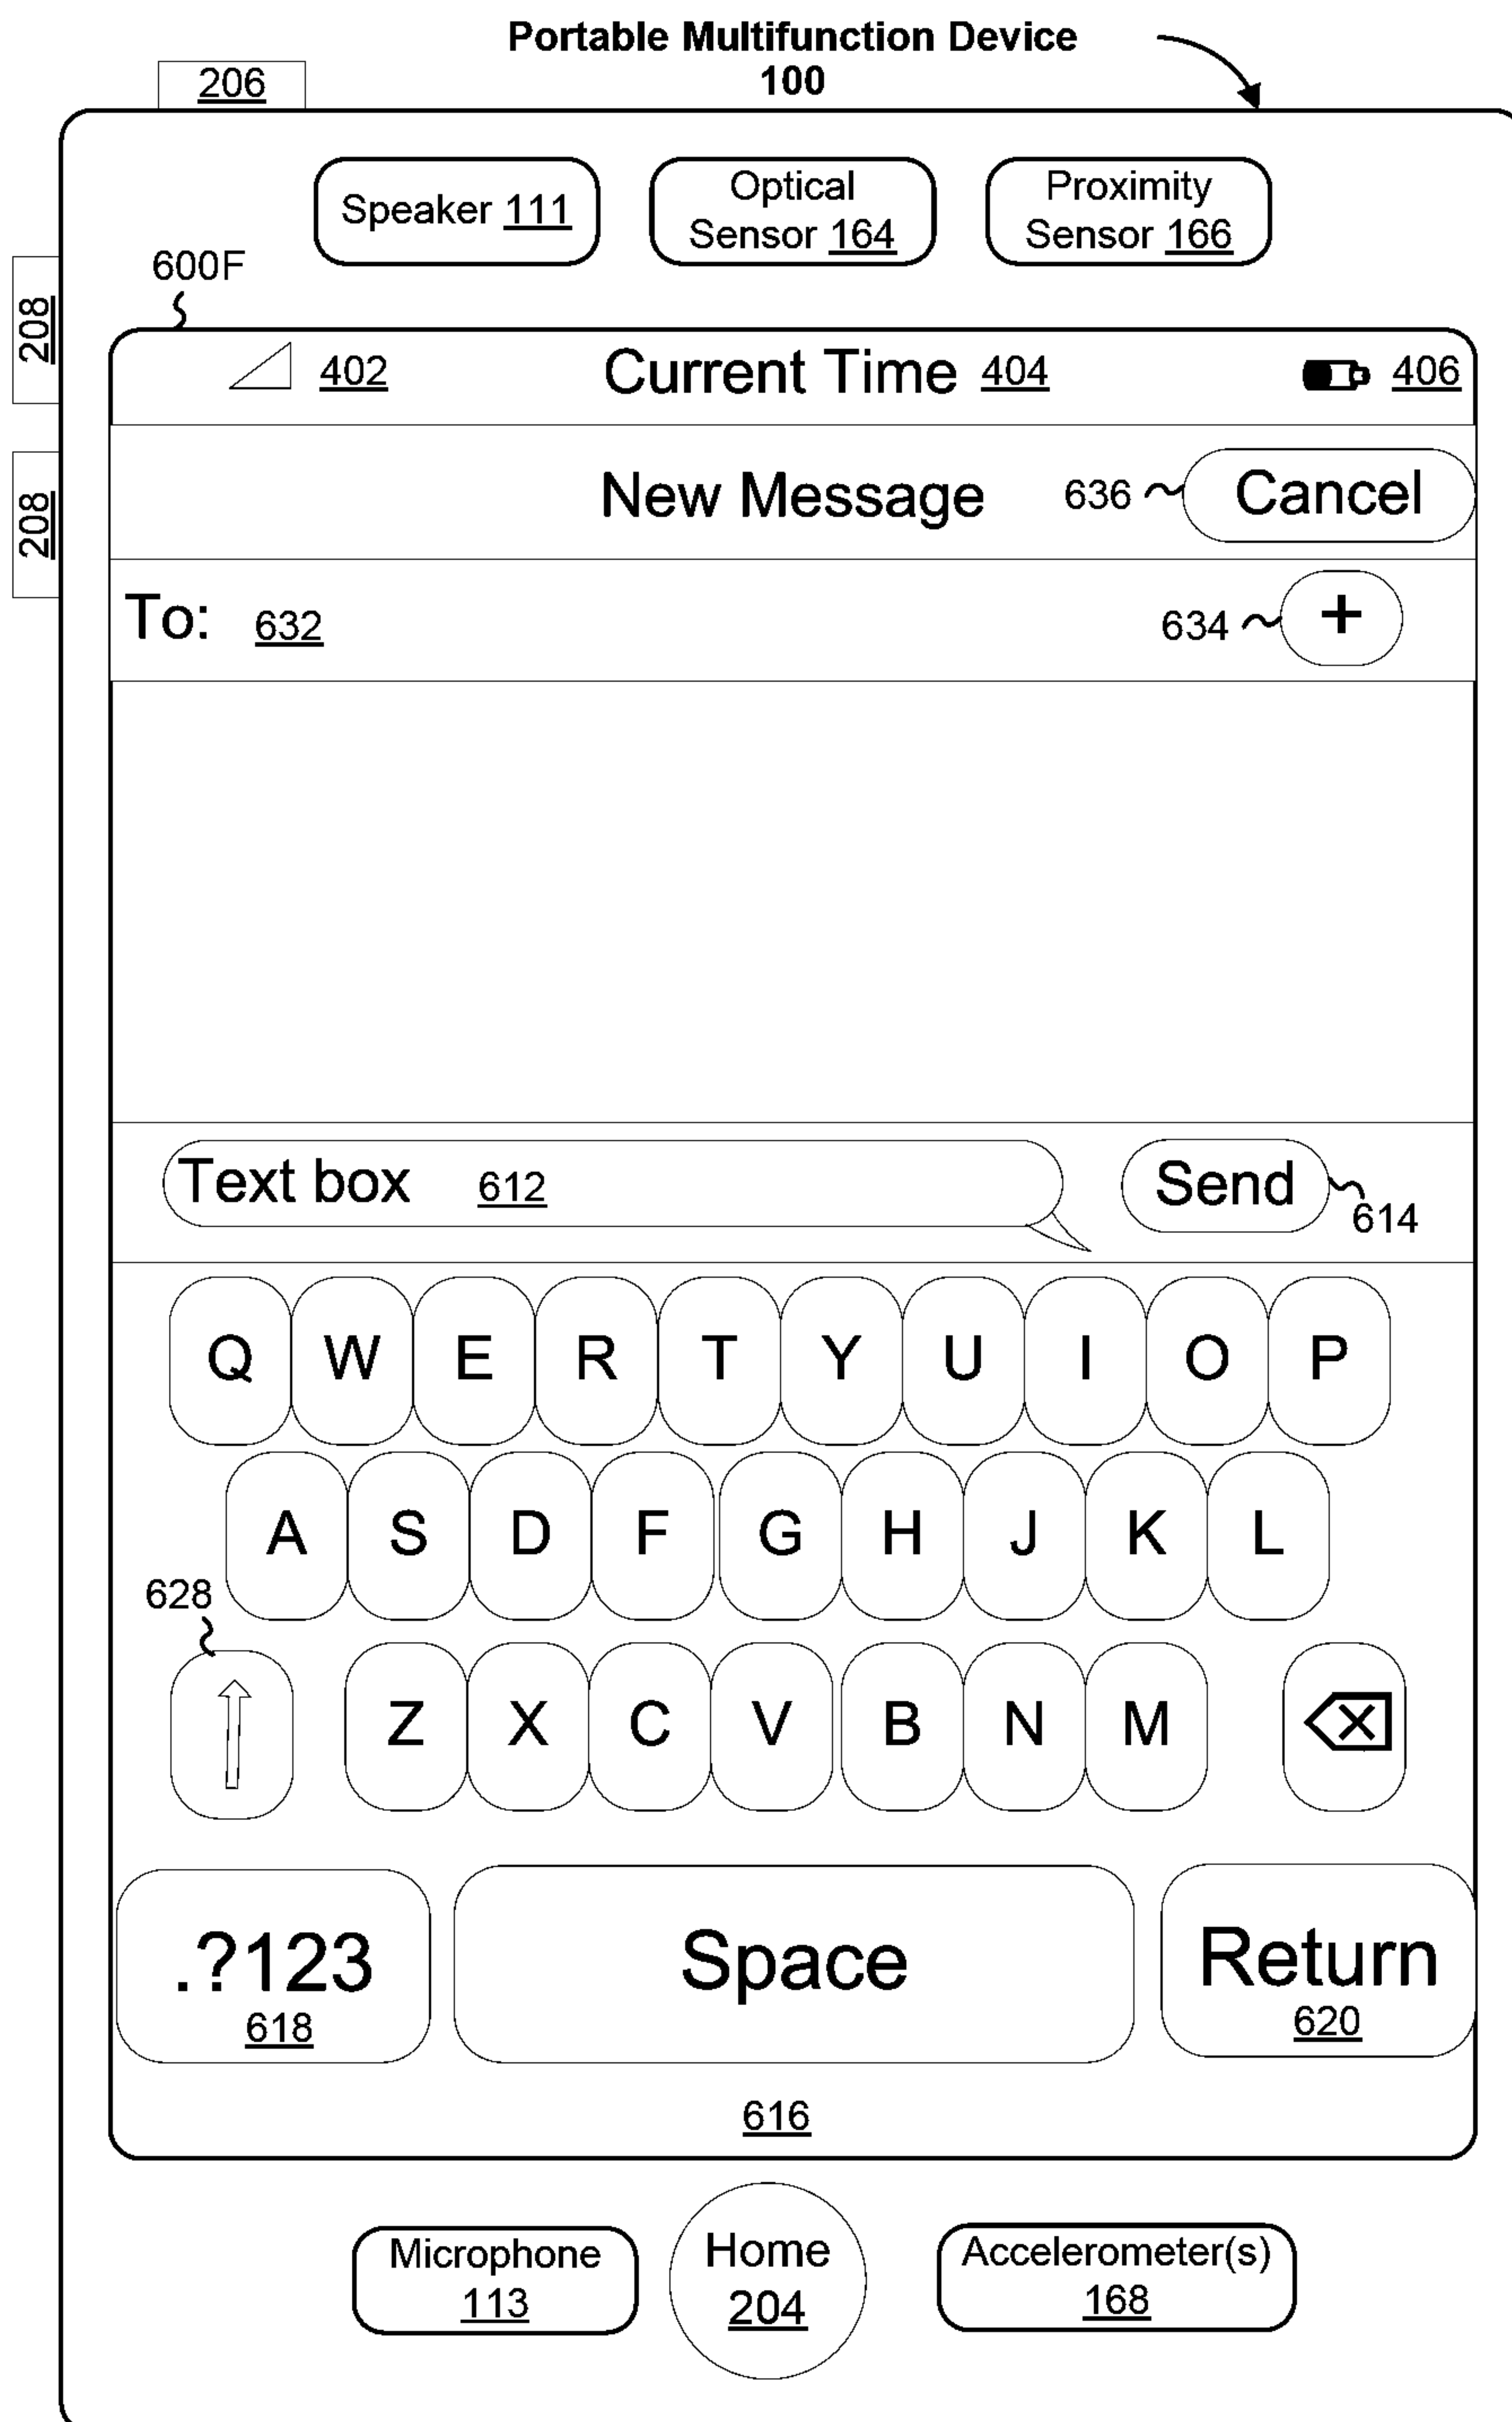 Portable Multifunction Device
100
206
Speaker 111
Optical
Sensor 164
Proximity
Sensor 166
600F
208
208
402 Current Time 404 406
New Message 636 Cancel
To: 632 634 +
Text box 612 Send
614
Q W E R T Y U I O P
A S D F G H J K L
628
Z X C V B N M
.?123
618
Space
Return
620
616
Microphone
113
Home
204
Accelerometer(s)
168